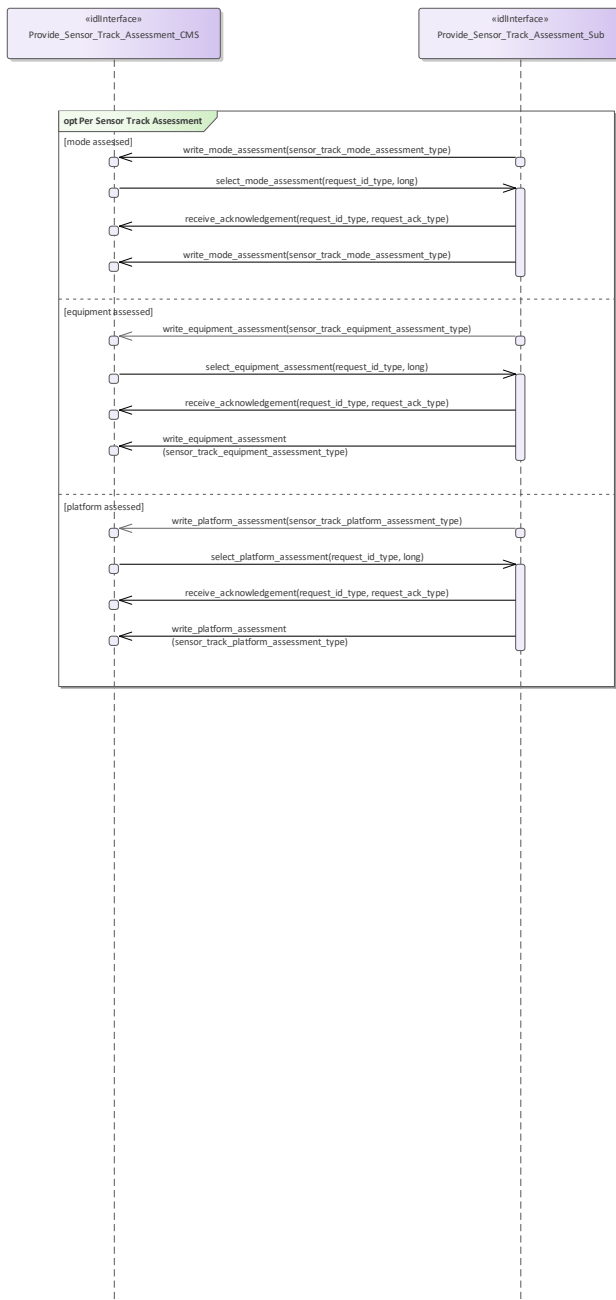 «idlInterface»
Provide_Sensor_Track_Assessment_CMS
«idlInterface»
Provide_Sensor_Track_Assessment_Sub
opt Per Sensor Track Assessment
[mode assessed]
write_mode_assessment(sensor_track_mode_assessment_type)
select_mode_assessment(request_id_type, long)
receive_acknowledgement(request_id_type, request_ack_type)
write_mode_assessment(sensor_track_mode_assessment_type)
[equipment assessed]
write_equipment_assessment(sensor_track_equipment_assessment_type)
select_equipment_assessment(request_id_type, long)
receive_acknowledgement(request_id_type, request_ack_type)
write_equipment_assessment
(sensor_track_equipment_assessment_type)
[platform assessed]
write_platform_assessment(sensor_track_platform_assessment_type)
select_platform_assessment(request_id_type, long)
receive_acknowledgement(request_id_type, request_ack_type)
write_platform_assessment
(sensor_track_platform_assessment_type)